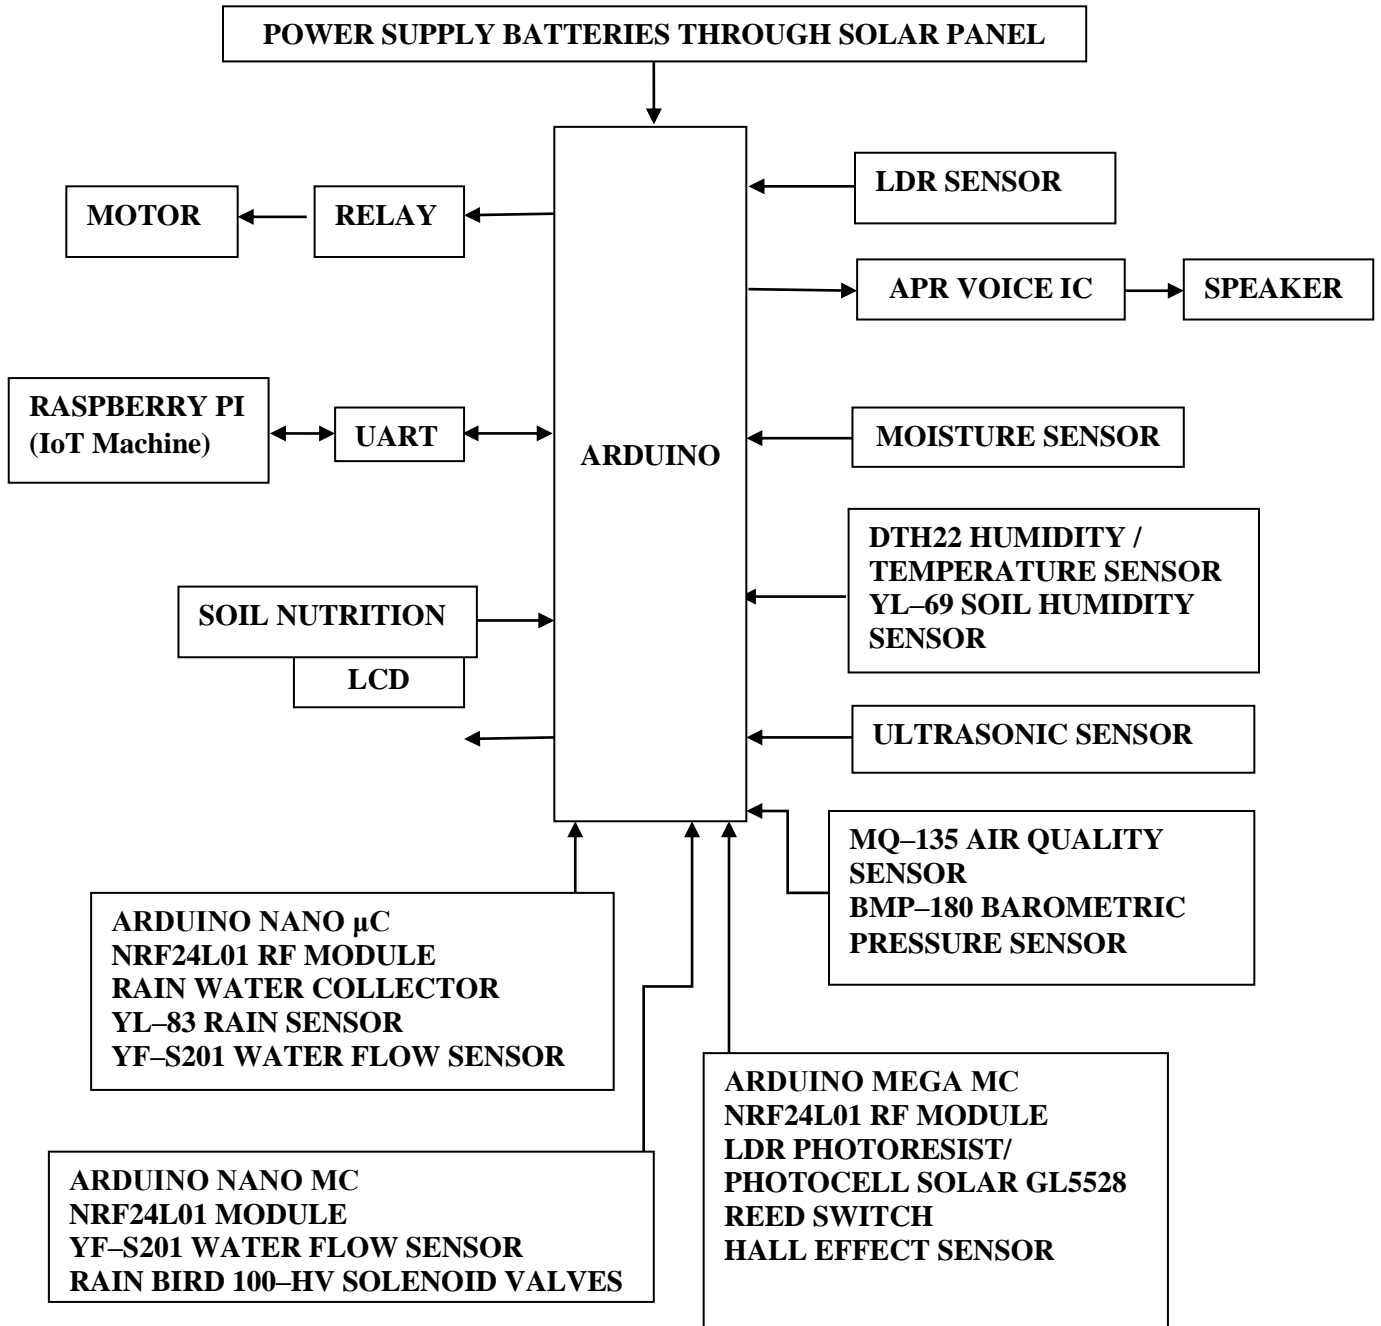 POWER SUPPLY BATTERIES THROUGH SOLAR PANEL
LDR SENSOR
MOTOR
RELAY
APR VOICE IC
SPEAKER
RASPBERRY PI
(IoT Machine)
UART
ARDUINO
MOISTURE SENSOR
DTH22 HUMIDITY /
TEMPERATURE SENSOR
YL–69 SOIL HUMIDITY
SENSOR
SOIL NUTRITION
LCD
ULTRASONIC SENSOR
MQ–135 AIR QUALITY
SENSOR
BMP–180 BAROMETRIC
PRESSURE SENSOR
ARDUINO NANO µC
NRF24L01 RF MODULE
RAIN WATER COLLECTOR
YL–83 RAIN SENSOR
YF–S201 WATER FLOW SENSOR
ARDUINO NANO MC
NRF24L01 MODULE
YF–S201 WATER FLOW SENSOR
RAIN BIRD 100–HV SOLENOID VALVES
ARDUINO MEGA MC
NRF24L01 RF MODULE
LDR PHOTORESIST/
PHOTOCELL SOLAR GL5528
REED SWITCH
HALL EFFECT SENSOR